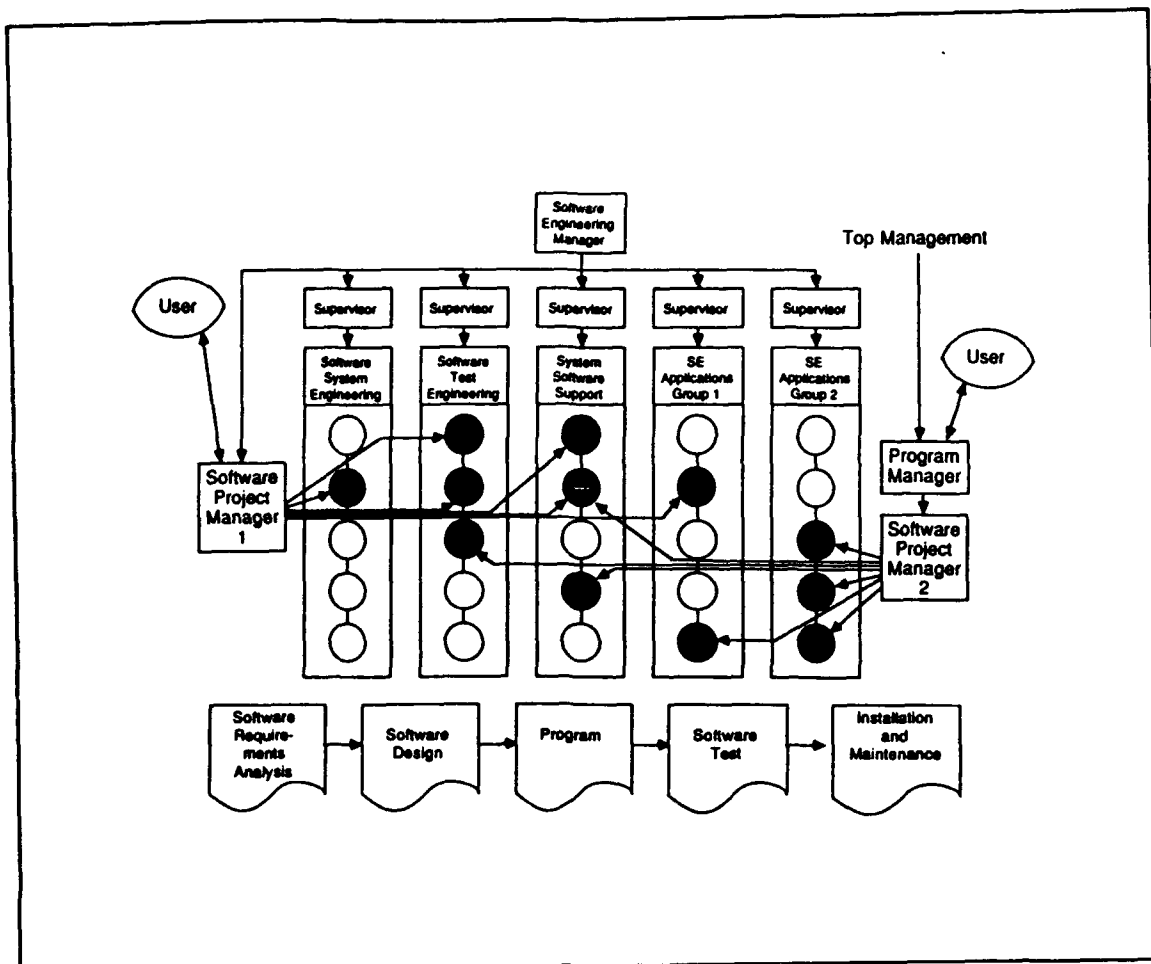 Software
Engineering
Manager
Top Management
User
Supervisor
Supervisor
Supervisor
Supervisor
Supervisor
User
Software
System
Engineering
Software
Test
Engineering
System
Software
Support
SE
Applications
Group 1
SE
Applications
Group 2
Software
Project
Manager
1
Program
Manager
Software
Project
Manager
2
Software
Require-
ments
Analysis
Software
Design
Program
Software
Test
Installation
and
Maintenance